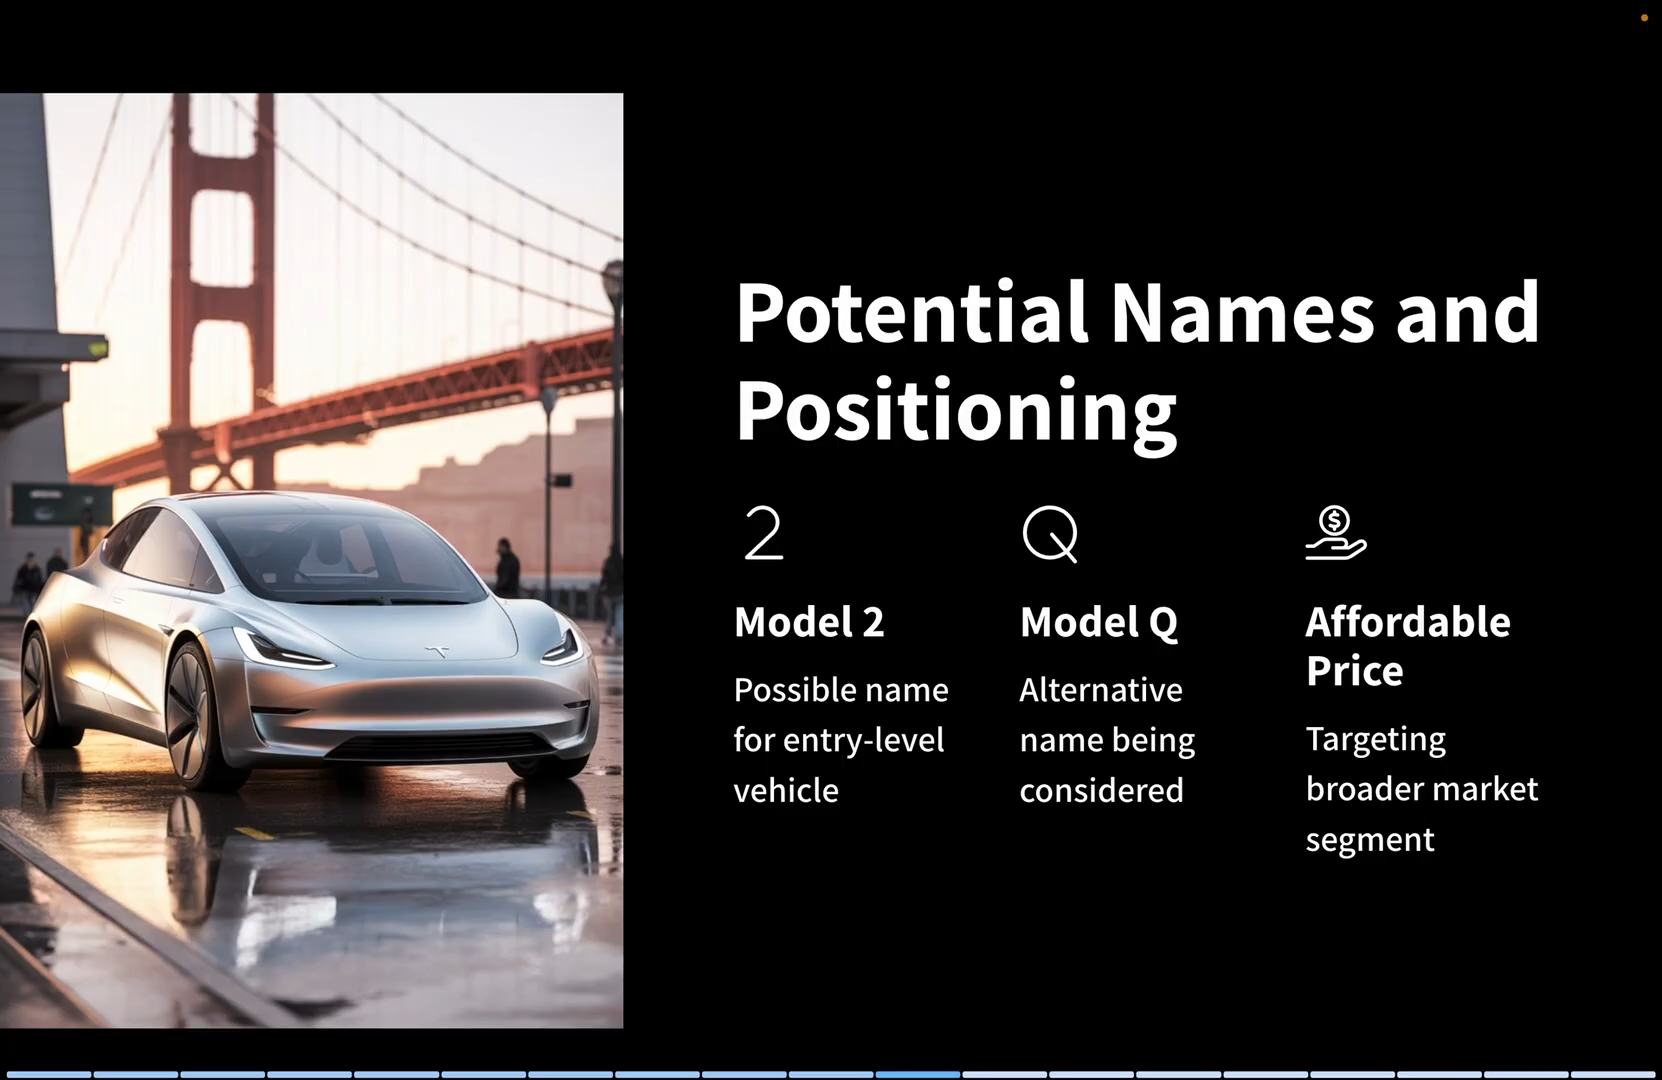 Potential Names and
Positioning
2
Q
$
Model 2
Possible name
for entry-level
vehicle
Model Q
Alternative
name being
considered
Affordable
Price
Targeting
broader market
segment